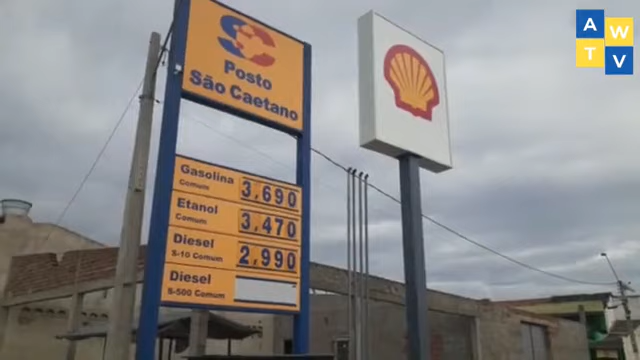 A W
T V
Posto
São Caetano
Gasolina
Comum
3.690
Etanol
Comum
3.470
Diesel
S-10 Comum
2.990
Diesel
S-500 Comum